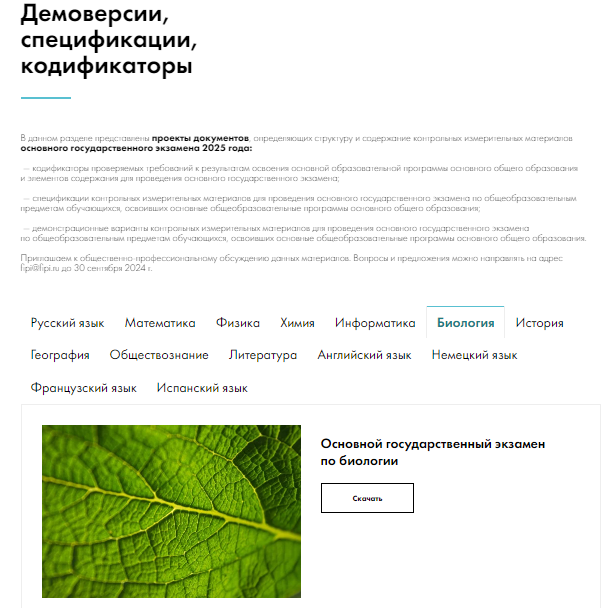 Демоверсии,
спецификации,
кодификаторы
В данном разделе представлены проекты документов, определяющих структуру и содержание контрольных измерительных материалов
основного государственного экзамена 2025 года:
— кодификаторы проверяемых требований к результатам освоения основной образовательной программы основного общего образования
и элементов содержания для проведения основного государственного экзамена;
— спецификации контрольных измерительных материалов для проведения основного государственного экзамена по общеобразовательным
предметам обучающихся, освоивших основные общеобразовательные программы основного общего образования;
— демонстрационные варианты контрольных измерительных материалов для проведения основного государственного экзамена
по общеобразовательным предметам обучающихся, освоивших основные общеобразовательные программы основного общего образования.
Приглашаем к общественно-профессиональному обсуждению данных материалов. Вопросы и предложения можно направлять на адрес
fipi@fipi.ru до 30 сентября 2024 г.
Русский язык Математика Физика Химия Информатика Биология История
География Обществознание Литература Английский язык Немецкий язык
Французский язык Испанский язык
Основной государственный экзамен
по биологии
Скачать